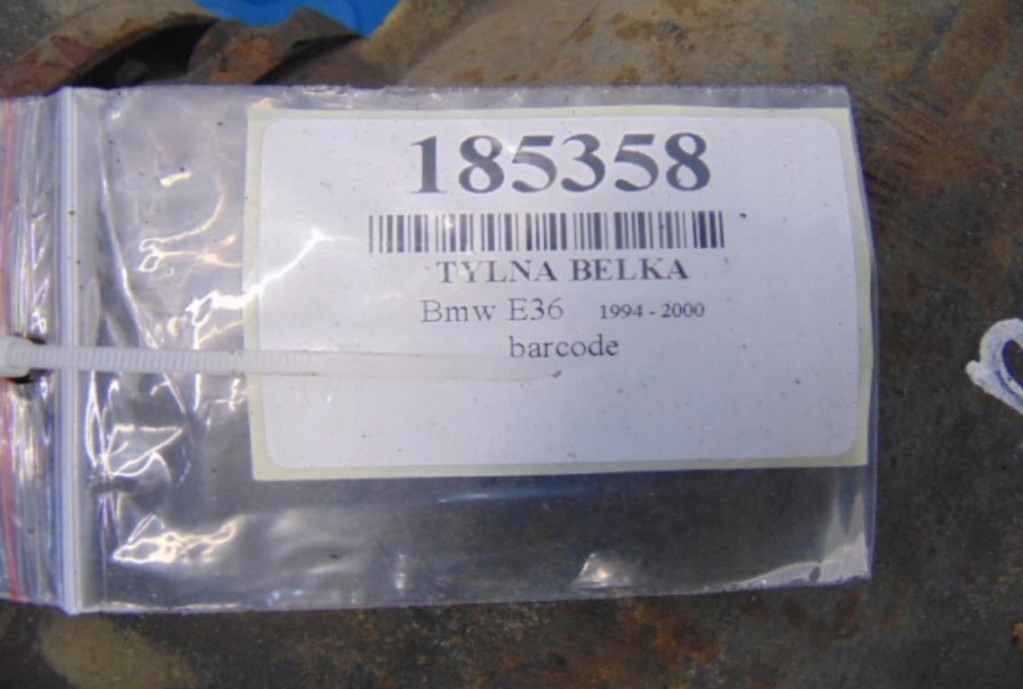 185358
TYLNA BELKA
Bmw E36 1994 - 2000
barcode